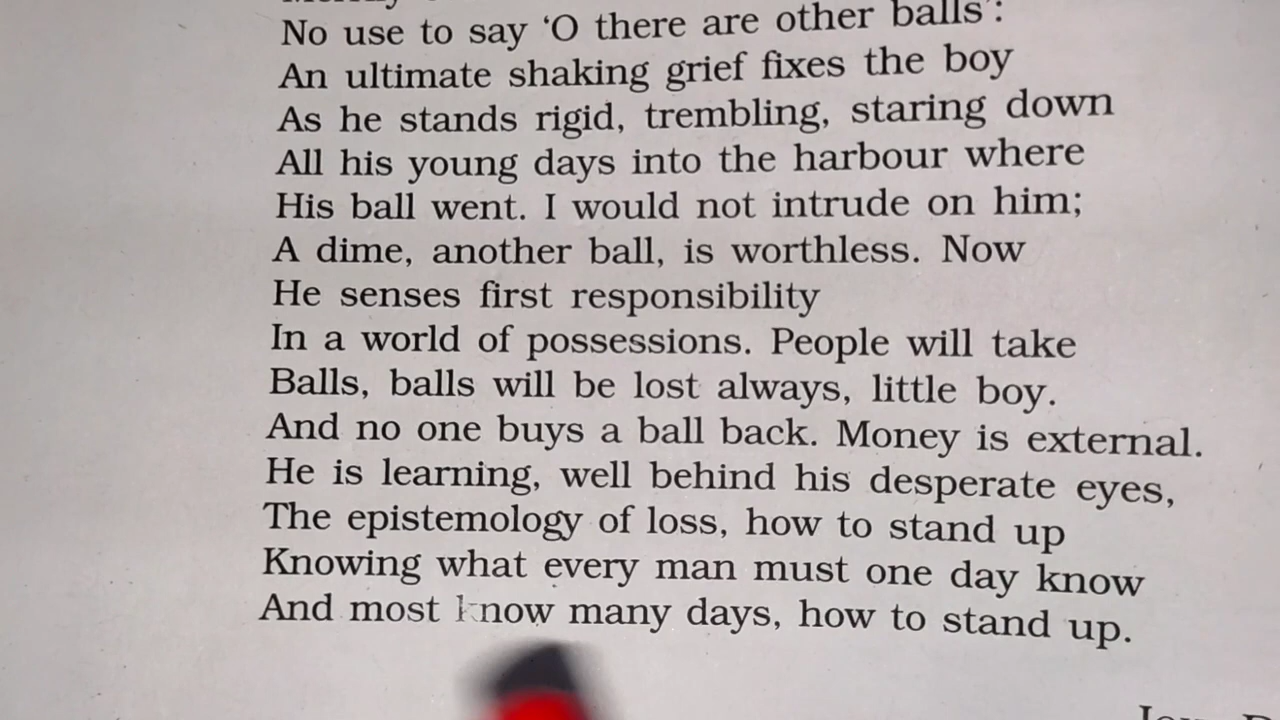 No use to say ‘O there are other balls’:
An ultimate shaking grief fixes the boy
As he stands rigid, trembling, staring down
All his young days into the harbour where
His ball went. I would not intrude on him;
A dime, another ball, is worthless. Now
He senses first responsibility
In a world of possessions. People will take
Balls, balls will be lost always, little boy.
And no one buys a ball back. Money is external.
He is learning, well behind his desperate eyes,
The epistemology of loss, how to stand up
Knowing what every man must one day know
And most know many days, how to stand up.